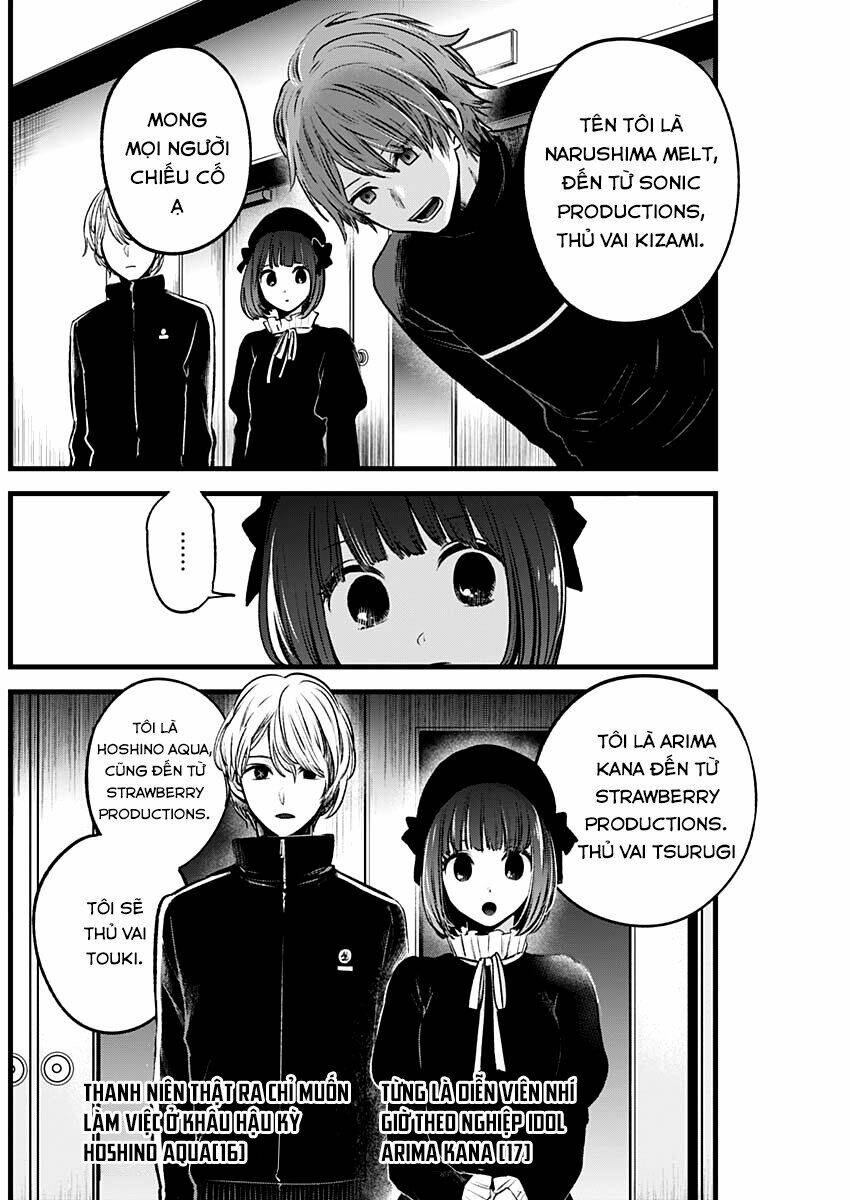 TÊN TÔI LÀ
NARUSHIMA MELT,
ĐẾN TỪ SONIC
PRODUCTIONS,
THỦ VAI KIZAMI.
MONG
MỌI NGƯỜI
CHIẾU CỐ
Ạ
......
TÔI LÀ ARIMA
KANA ĐẾN TỪ
STRAWBERRY
PRODUCTIONS.
THỦ VAI TSURUGI
TÔI LÀ
HOSHINO AQUA,
CŨNG ĐẾN TỪ
STRAWBERRY
PRODUCTIONS.
TÔI SẼ
THỦ VAI
TOUKI.
TỪNG LÀ DIỄN VIÊN NHÍ
GIỜ THEO NGHIỆP IDOL
ARIMA KANA (17)
THANH NIÊN THẬT RA CHỈ MUỐN
LÀM VIỆC Ở KHÂU HẬU KỲ
HOSHINO AQUA(16)